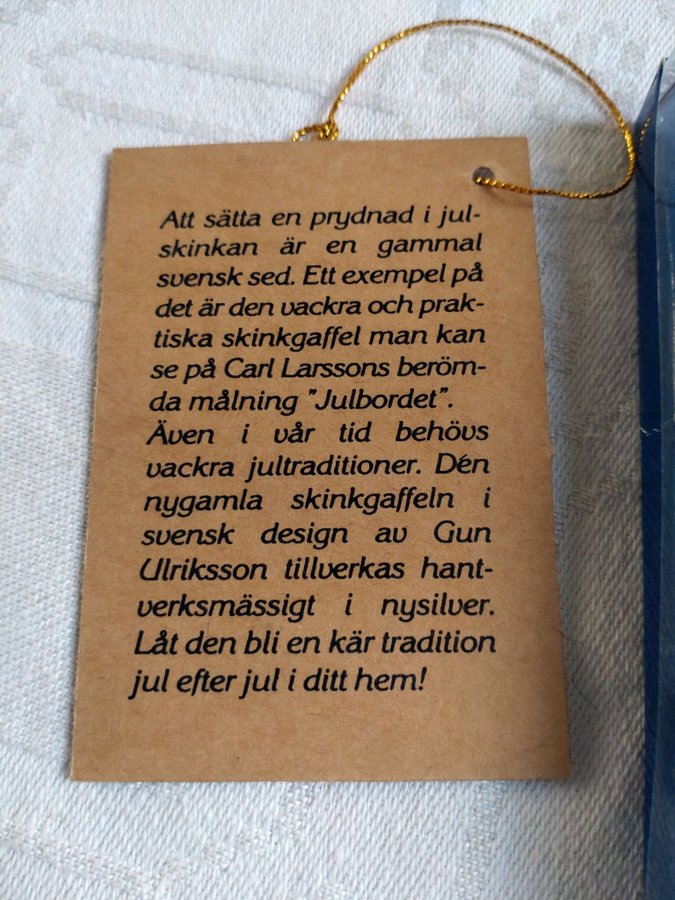 Att sätta en prydnad i jul-
skinkan är en gammal
svensk sed. Ett exempel på
det är den vackra och prak-
tiska skinkgaffel man kan
se på Carl Larssons beröm-
da målning "Julbordet".
Även i vår tid behövs
vackra jultraditioner. Dén
nygamla skinkgaffeln i
svensk design av Gun
Ulriksson tillverkas hant-
verksmässigt i nysilver.
Låt den bli en kär tradition
jul efter jul i ditt hem!